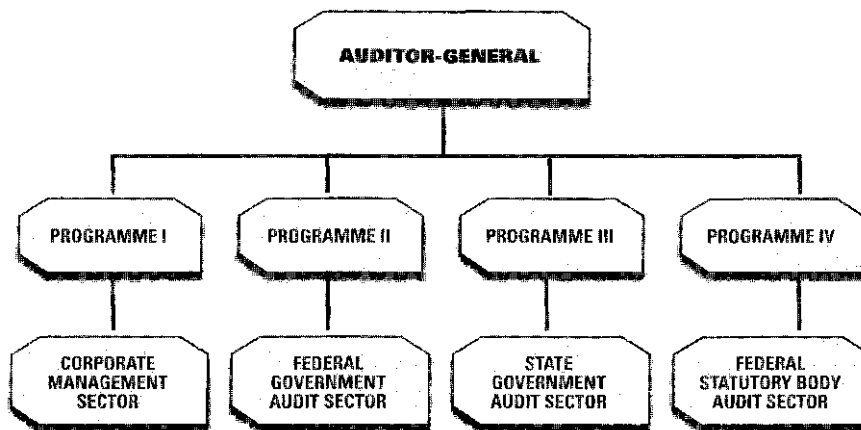 AUDITOR-GENERAL
PROGRAMME I
PROGRAMME II
PROGRAMME III
PROGRAMME IV
CORPORATE
MANAGEMENT
SECTOR
FEDERAL
GOVERNMENT
AUDIT SECTOR
STATE
GOVERNMENT
AUDIT SECTOR
FEDERAL
STATUTORY BODY
AUDIT SECTOR